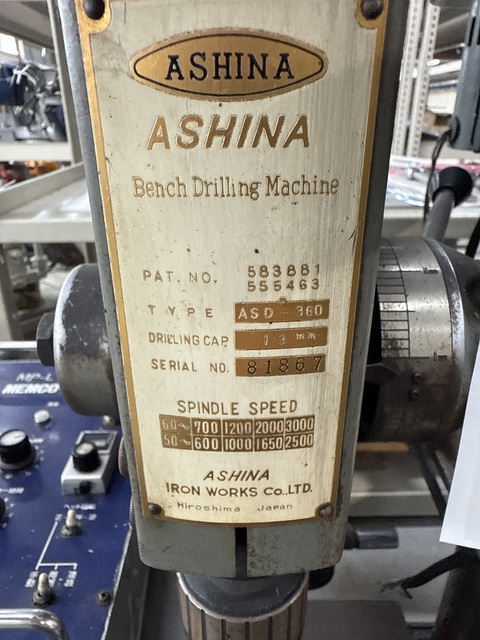 ASHINA
ASHINA
Bench Drilling Machine
PAT. NO. 583881
555463
TYPE ASD-360
DRILLING CAP. 13 mm
SERIAL NO. 81867
SPINDLE SPEED
60~ 700 1200 2000 3000
50~ 600 1000 1650 2500
ASHINA
IRON WORKS Co.,LTD.
Hiroshima Japan
MP-L
MEMCO